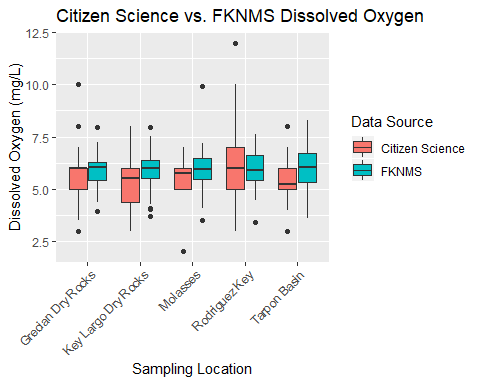 Citizen Science vs. FKNMS Dissolved Oxygen
12.5
10.0
7.5
5.0
2.5
Dissolved Oxygen (mg/L)
Grecian Dry Rocks
Key Largo Dry Rocks
Molasses
Rodriguez Key
Tarpon Basin
Sampling Location
Data Source
Citizen Science
FKNMS